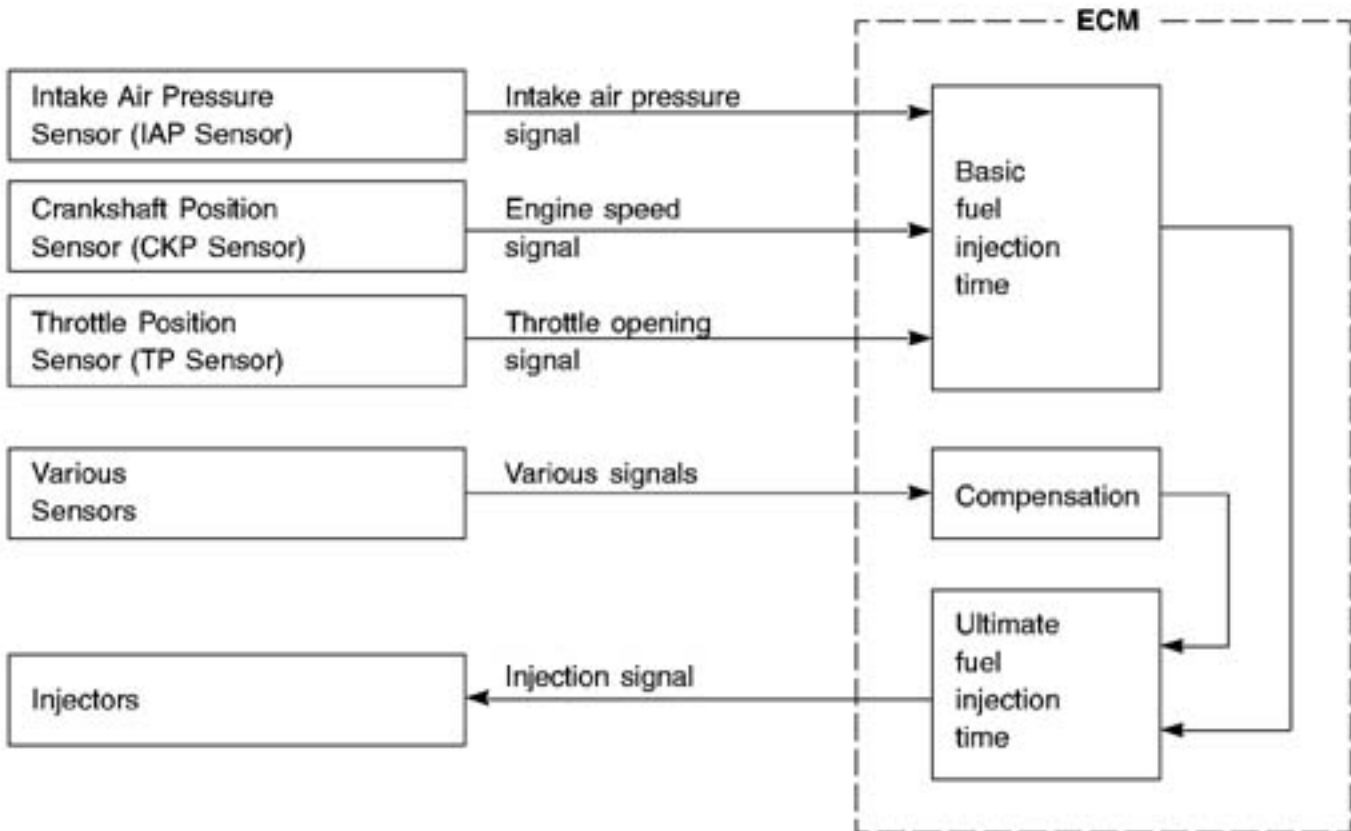 ECM
Intake Air Pressure
Sensor (IAP Sensor)
Intake air pressure
signal
Crankshaft Position
Sensor (CKP Sensor)
Engine speed
signal
Throttle Position
Sensor (TP Sensor)
Throttle opening
signal
Basic
fuel
injection
time
Various
Sensors
Various signals
Compensation
Injectors
Injection signal
Ultimate
fuel
injection
time